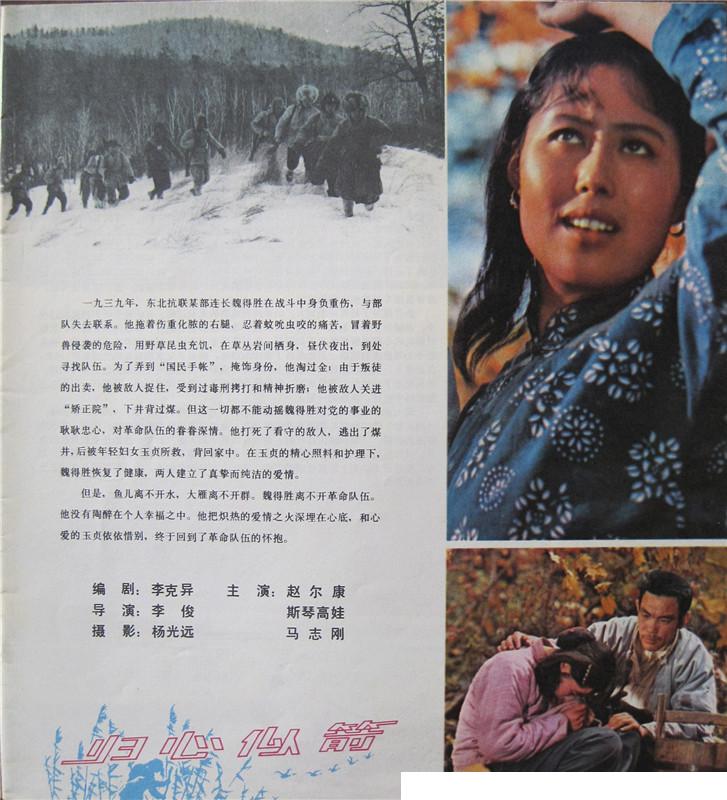 一九三九年，东北抗联某部连长魏得胜在战斗中身负重伤，与部
队失去联系。他拖着伤重化脓的右腿、忍着蚊吮虫咬的痛苦，冒着野
兽侵袭的危险，用野草昆虫充饥，在草丛岩间栖身，昼伏夜出，到处
寻找队伍。为了弄到“国民手帐”，掩饰身份，他淘过金；由于叛徒
的出卖，他被敌人捉住，受到过毒刑拷打和精神折磨；他被敌人关进
“矫正院”，下井背过煤。但这一切都不能动摇魏得胜对党的事业的
耿耿忠心，对革命队伍的眷眷深情。他打死了看守的敌人，逃出了煤
井，后被年轻妇女玉贞所救，背回家中。在玉贞的精心照料和护理下，
魏得胜恢复了健康，两人建立了真挚而纯洁的爱情。
但是，鱼儿离不开水，大雁离不开群。魏得胜离不开革命队伍。
他没有陶醉在个人幸福之中。他把炽热的爱情之火深埋在心底，和心
爱的玉贞依依惜别，终于回到了革命队伍的怀抱。
编 剧：李克异 主 演：赵尔康
导 演：李 俊 斯琴高娃
摄 影：杨光远 马志刚
归心似箭